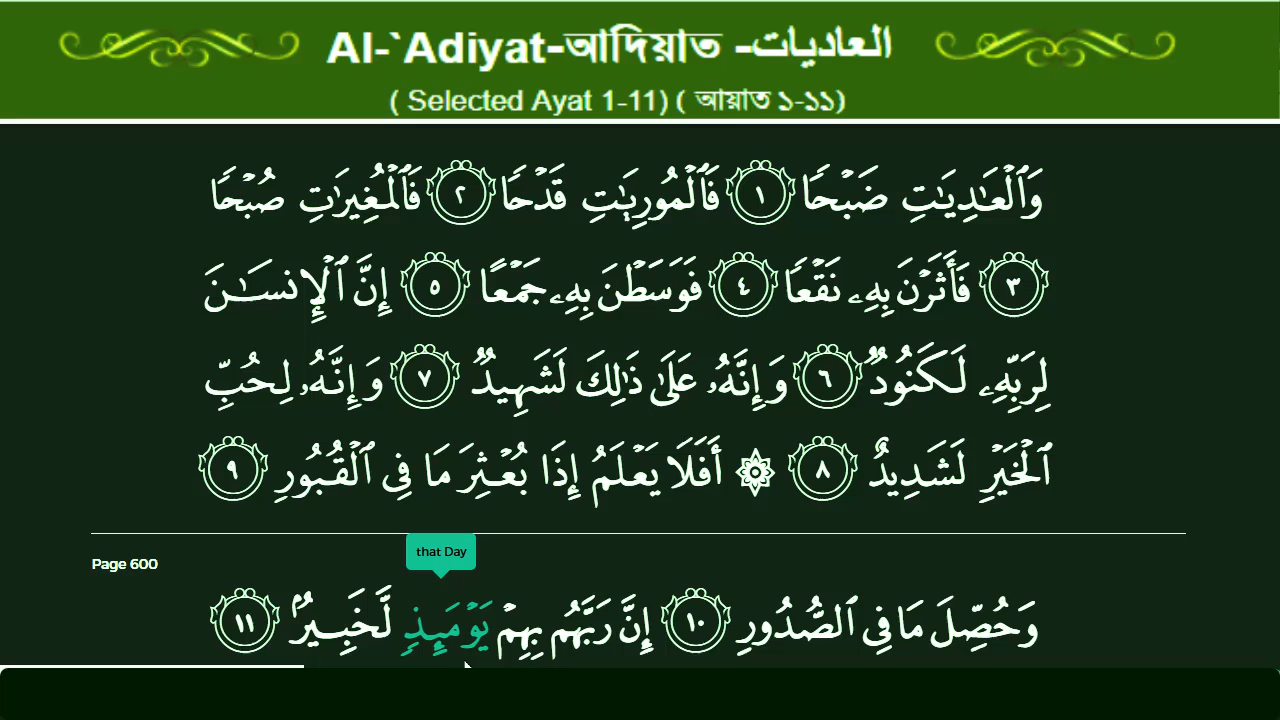 Al-`Adiyat-আদিয়াত -العاديات
( Selected Ayat 1-11) ( আয়াত ১-১১)
وَٱلْعَـٰدِيَـٰتِ ضَبْحًا ١ فَٱلْمُورِيَـٰتِ قَدْحًا ٢ فَٱلْمُغِيرَٰتِ صُبْحًا
٣ فَأَثَرْنَ بِهِۦ نَقْعًا ٤ فَوَسَطْنَ بِهِۦ جَمْعًا ٥ إِنَّ ٱلْإِنسَـٰنَ
لِرَبِّهِۦ لَكَنُودٌ ٦ وَإِنَّهُۥ عَلَىٰ ذَٰلِكَ لَشَهِيدٌ ٧ وَإِنَّهُۥ لِحُبِّ
ٱلْخَيْرِ لَشَدِيدٌ ٨ ۞ أَفَلَا يَعْلَمُ إِذَا بُعْثِرَ مَا فِى ٱلْقُبُورِ ٩
that Day
Page 600
وَحُصِّلَ مَا فِى ٱلصُّدُورِ ١٠ إِنَّ رَبَّهُم بِهِمْ يَوْمَئِذٍ لَّخَبِيرٌۢ ١١